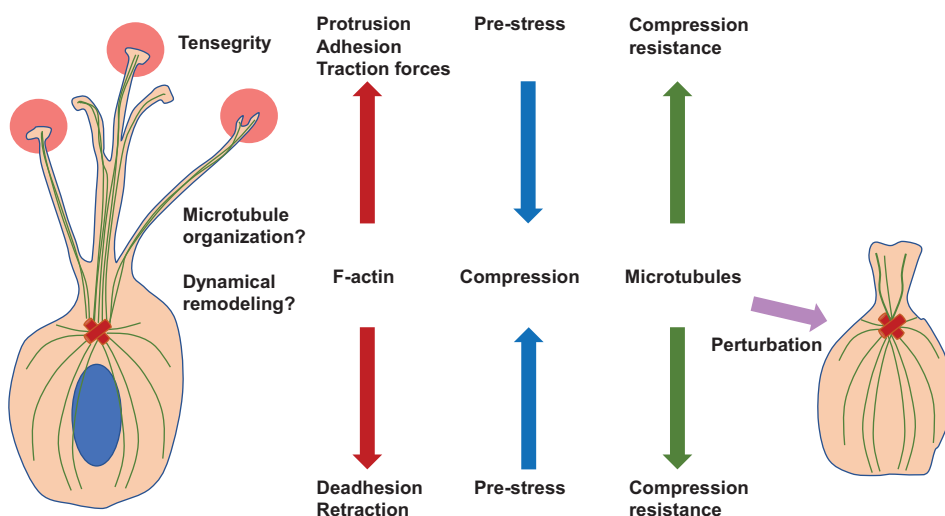 Tensegrity
Protrusion
Adhesion
Traction forces
Pre-stress
Compression
resistance
Microtubule
organization?
Dynamical
remodeling?
F-actin
Compression
Microtubules
Perturbation
Deadhesion
Retraction
Pre-stress
Compression
resistance